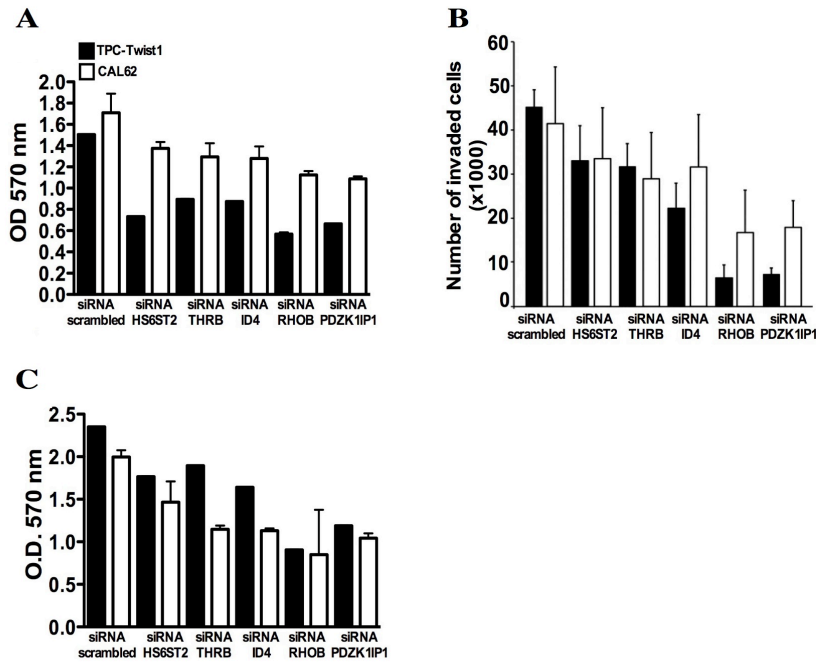 A
TPC-Twist1
CAL62
OD 570 nm
2.0
1.8
1.6
1.4
1.2
1.0
0.8
0.6
0.4
0.2
0.0
siRNA siRNA siRNA siRNA siRNA siRNA
scrambled HS6ST2 THRB ID4 RHOB PDZK1IP1
B
Number of invaded cells
(x1000)
60
50
40
30
20
10
0
siRNA siRNA siRNA siRNA siRNA siRNA
scrambled HS6ST2 THRB ID4 RHOB PDZK1IP1
C
O.D. 570 nm
2.5
2.0
1.5
1.0
0.5
0.0
siRNA siRNA siRNA siRNA siRNA siRNA
scrambled HS6ST2 THRB ID4 RHOB PDZK1IP1